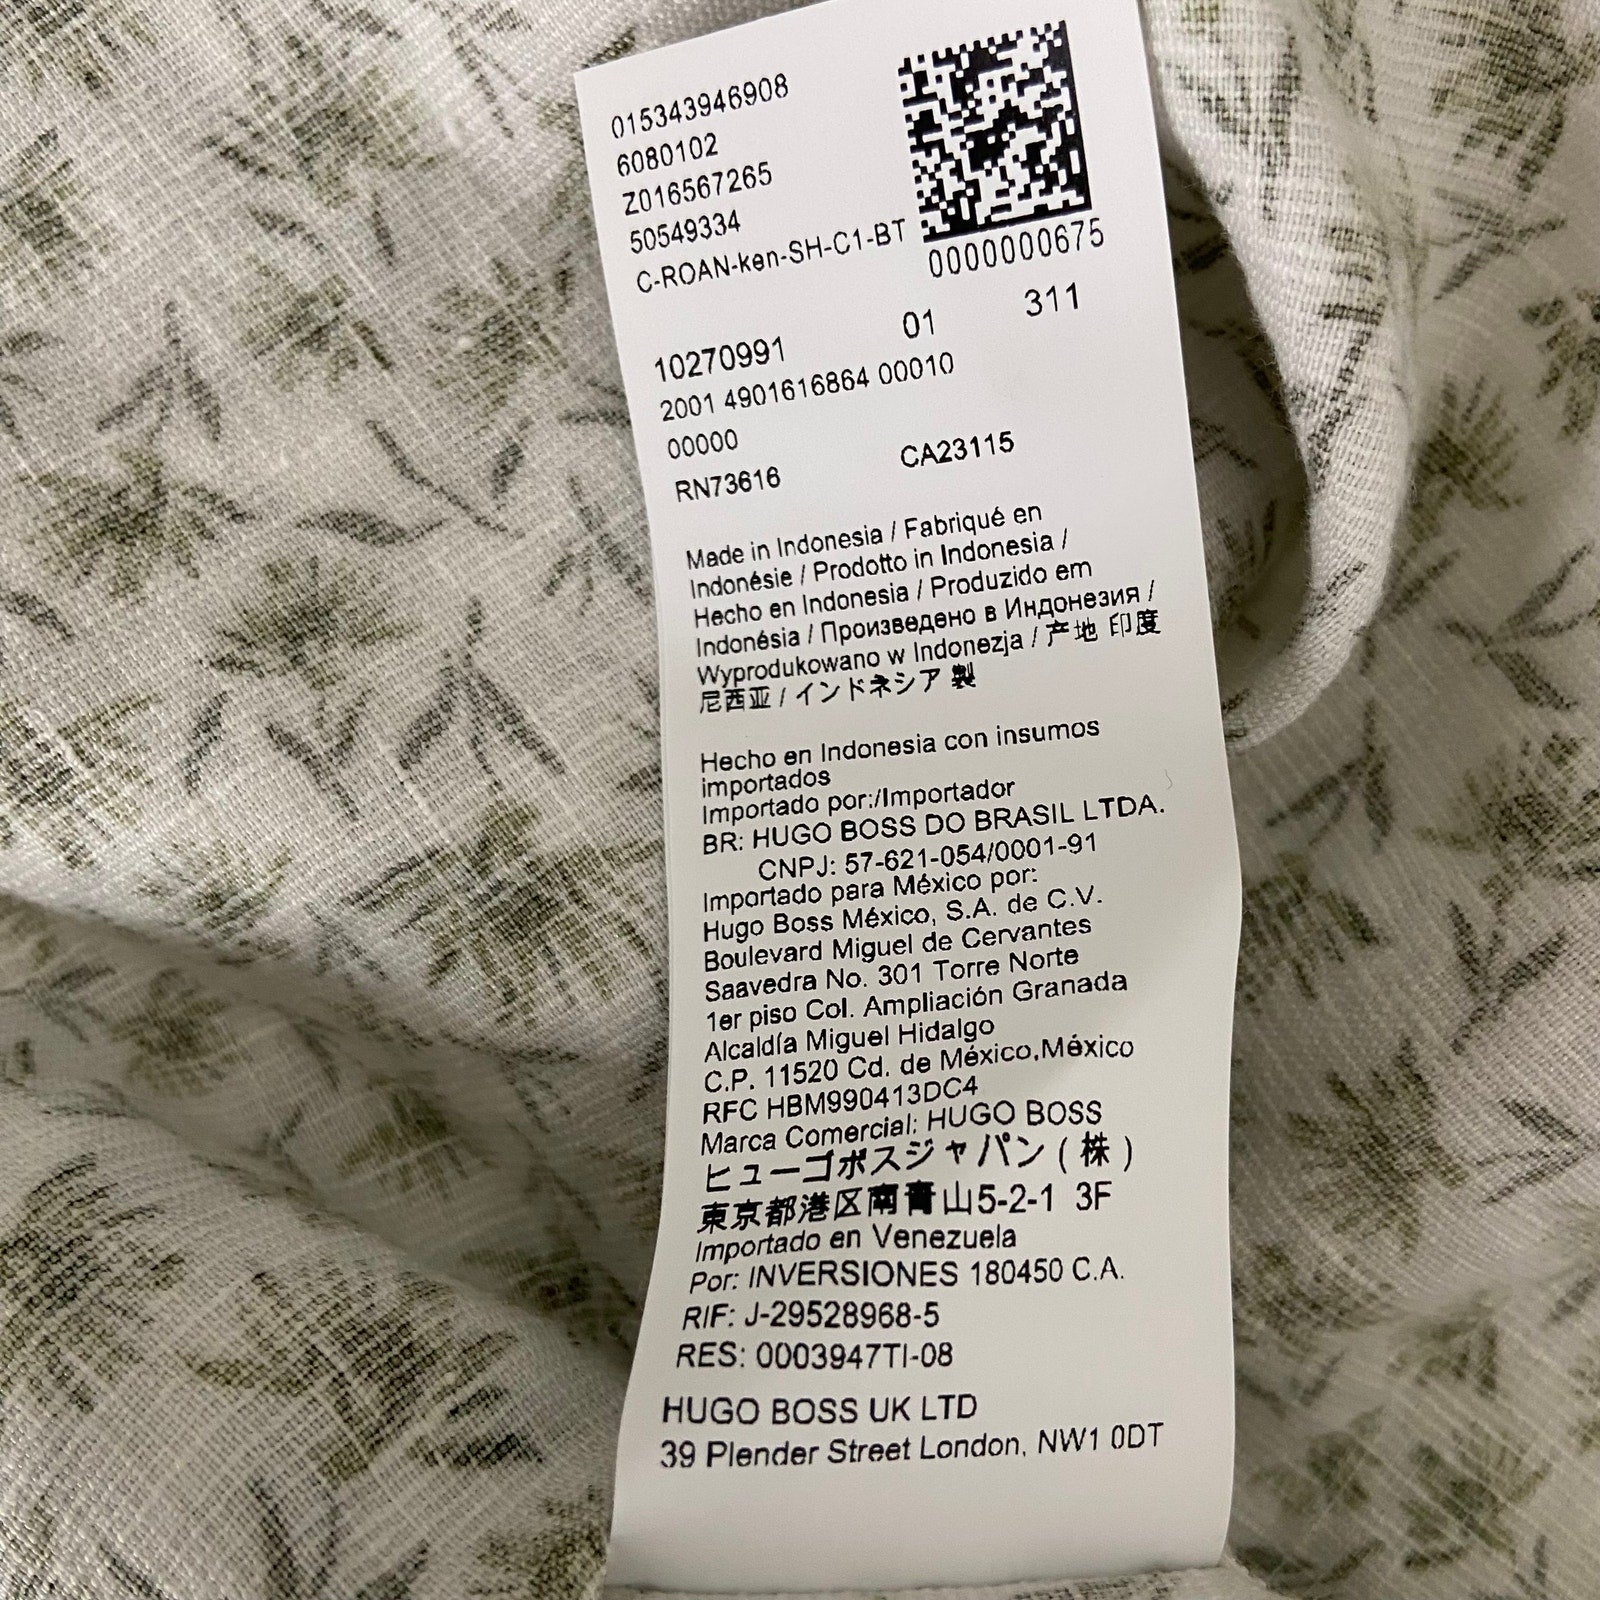 015343946908
6080102
Z016567265
50549334
C-ROAN-ken-SH-C1-BT
0000000675
10270991 01 311
2001 4901616864 00010
00000
RN73616 CA23115
Made in Indonesia / Fabriqué en
Indonésie / Prodotto in Indonesia /
Hecho en Indonesia / Produzido em
Indonésia / Произведено в Индонезия /
Wyprodukowano w Indonezja / 产地 印度
尼西亚 / インドネシア 製
Hecho en Indonesia con insumos
importados
Importado por:/Importador
BR: HUGO BOSS DO BRASIL LTDA.
CNPJ: 57-621-054/0001-91
Importado para México por:
Hugo Boss México, S.A. de C.V.
Boulevard Miguel de Cervantes
Saavedra No. 301 Torre Norte
1er piso Col. Ampliación Granada
Alcaldía Miguel Hidalgo
C.P. 11520 Cd. de México,México
RFC HBM990413DC4
Marca Comercial: HUGO BOSS
ヒューゴボスジャパン(株)
東京都港区南青山5-2-1 3F
Importado en Venezuela
Por: INVERSIONES 180450 C.A.
RIF: J-29528968-5
RES: 0003947TI-08
HUGO BOSS UK LTD
39 Plender Street London, NW1 0DT